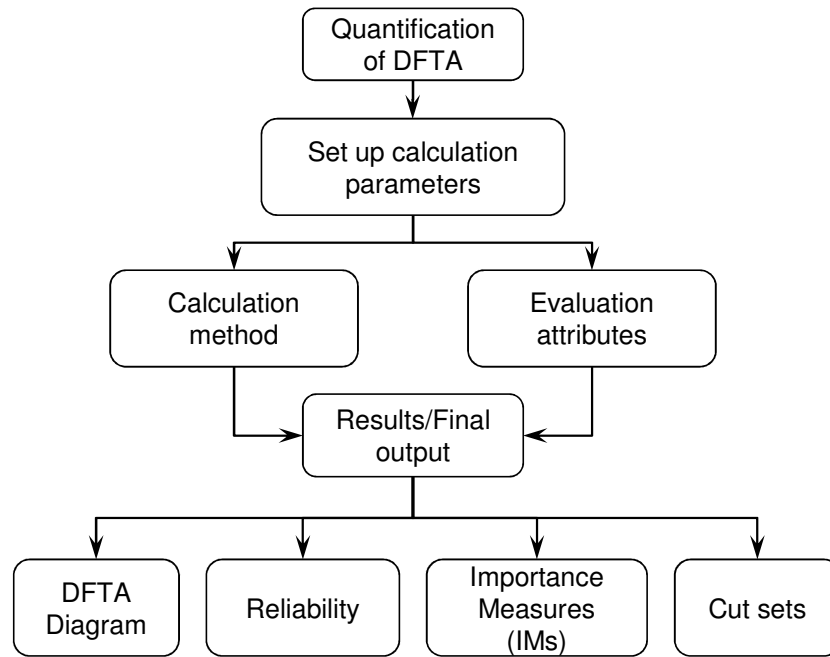 Quantification
of DFTA
Set up calculation
parameters
Calculation
method
Evaluation
attributes
Results/Final
output
DFTA
Diagram
Reliability
Importance
Measures
(IMs)
Cut sets